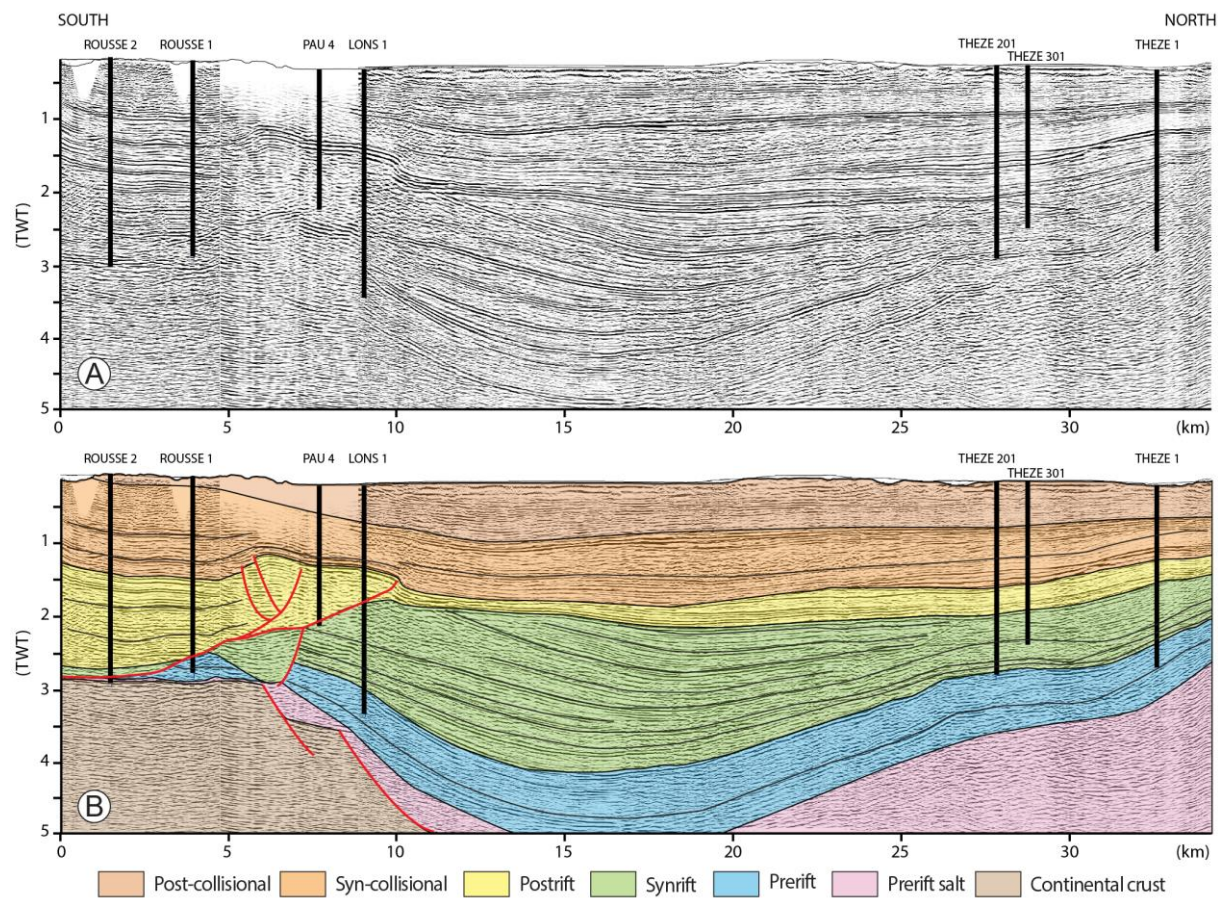 SOUTH NORTH
ROUSSE 2 ROUSSE 1 PAU 4 LONS 1 THEZE 201 THEZE 1
THEZE 301
1
2
(TWT)
3
4
A
5
0 5 10 15 20 25 30 (km)
ROUSSE 2 ROUSSE 1 PAU 4 LONS 1 THEZE 201 THEZE 1
THEZE 301
1
2
(TWT)
3
4
B
5
0 5 10 15 20 25 30 (km)
Post-collisional Syn-collisional Postrift Synrift Prerift Prerift salt Continental crust